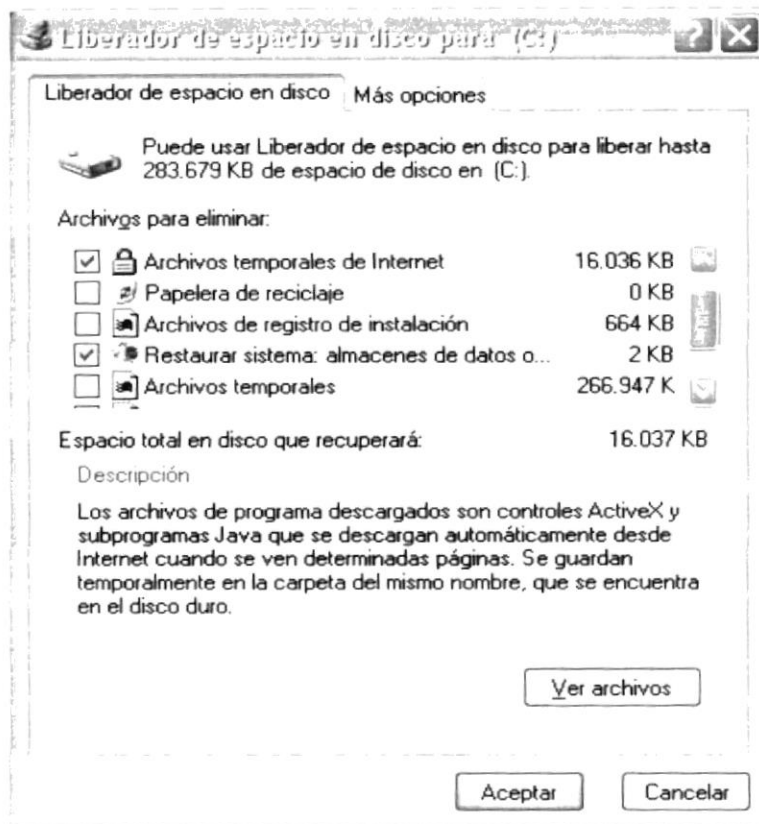 Liberador de espacio en disco para (C:)
Liberador de espacio en disco
Más opciones
Puede usar Liberador de espacio en disco para liberar hasta
283.679 KB de espacio de disco en (C:).
Archivos para eliminar:
Archivos temporales de Internet 16.036 KB
Papelera de reciclaje 0 KB
Archivos de registro de instalación 664 KB
Restaurar sistema: almacenes de datos o... 2 KB
Archivos temporales 266.947 K
Espacio total en disco que recuperará: 16.037 KB
Descripción
Los archivos de programa descargados son controles ActiveX y
subprogramas Java que se descargan automáticamente desde
Internet cuando se ven determinadas páginas. Se guardan
temporalmente en la carpeta del mismo nombre, que se encuentra
en el disco duro.
Ver archivos
Aceptar
Cancelar